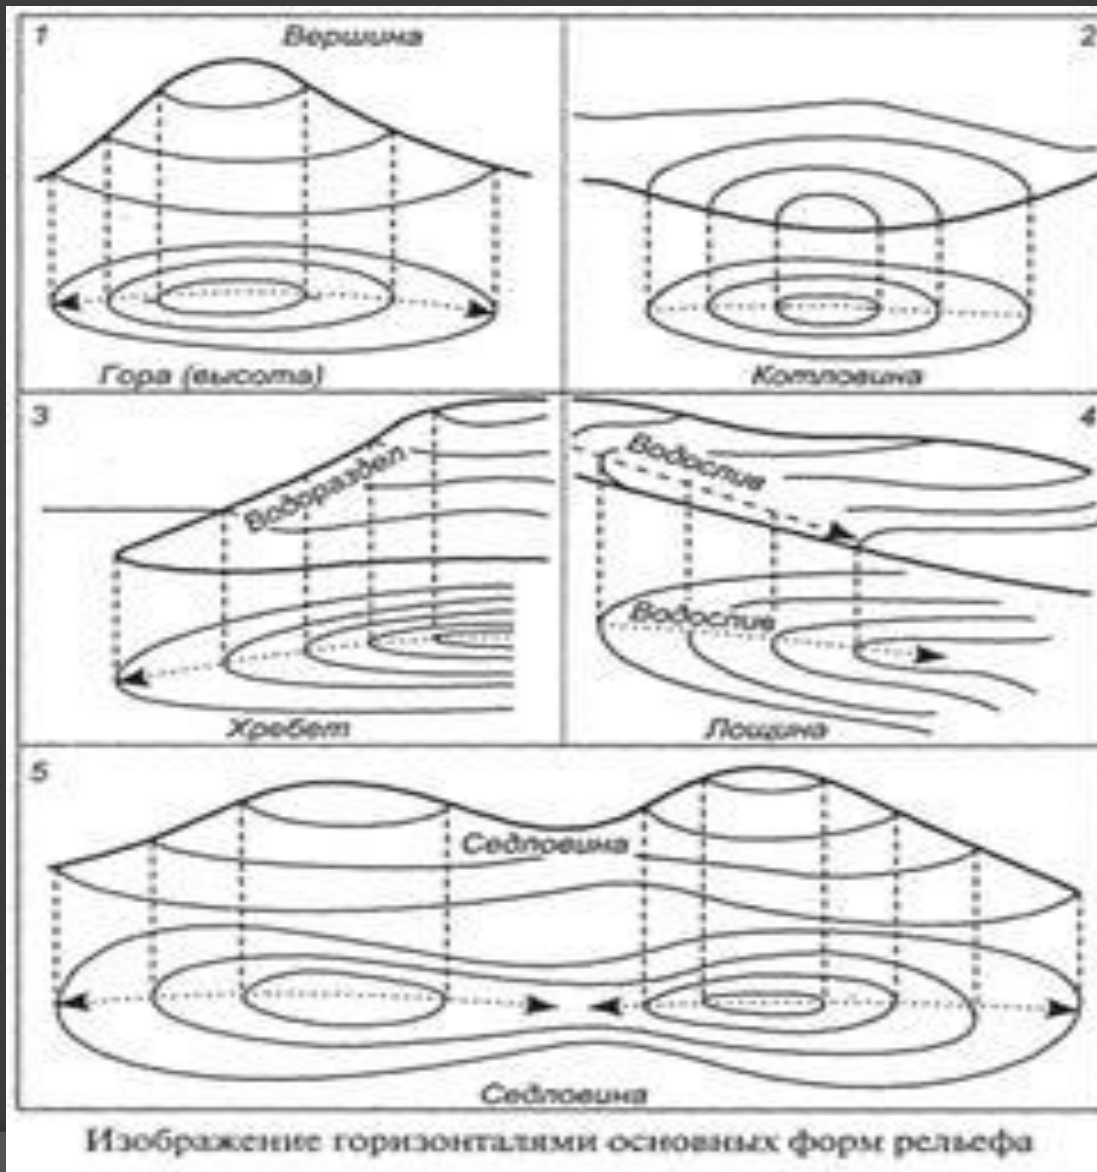 1
Вершина
Гора (высота)
2
Котловина
3
Водораздел
Хребет
4
Водослив
Водослив
Лощина
5
Седловина
Седловина
Изображение горизонталями основных форм рельефа